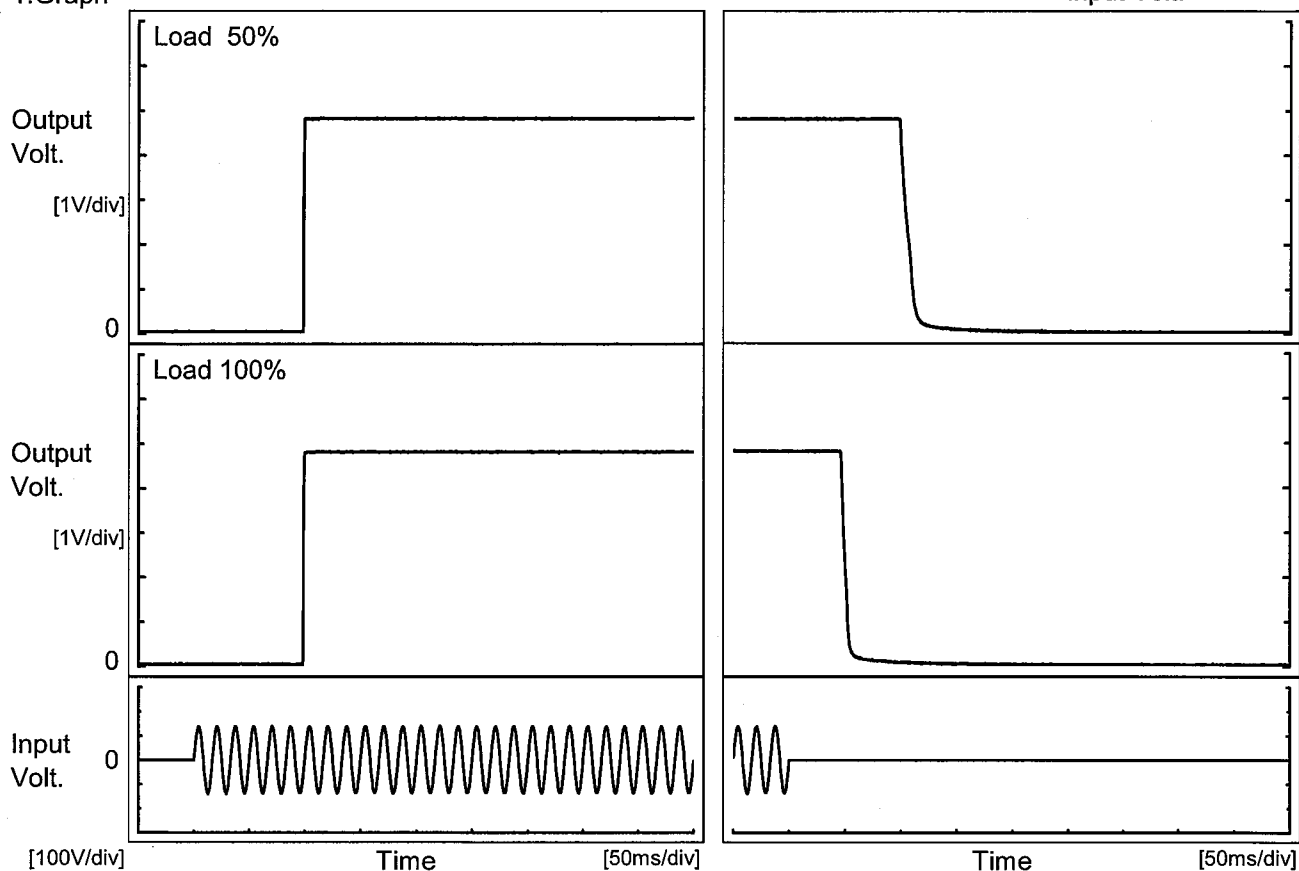 Load 50%
Output
Volt.
[1V/div]
0
Load 100%
Output
Volt.
[1V/div]
0
Input
Volt.
0
[100V/div]
Time
[50ms/div]
Time
[50ms/div]